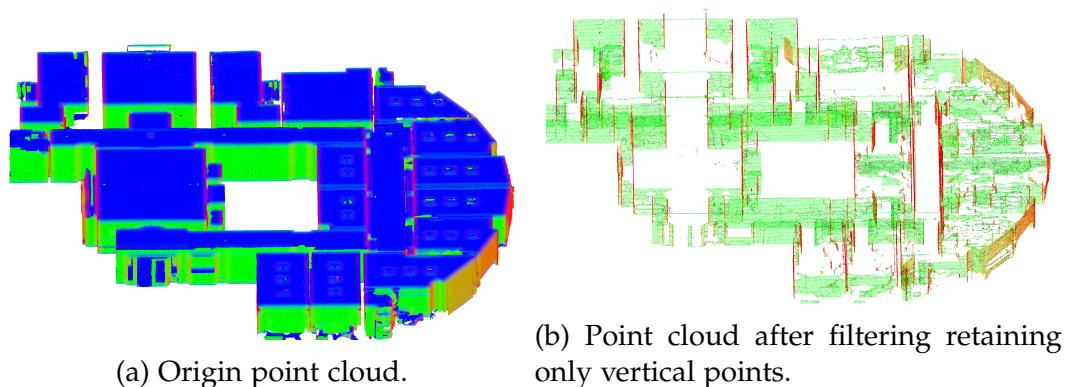 (a) Origin point cloud.
(b) Point cloud after filtering retaining
only vertical points.